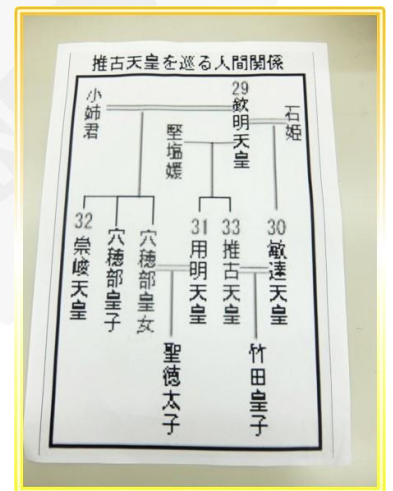 推古天皇を巡る人間関係
29
欽明天皇
石姫
小姉君
堅塩媛
32
崇峻天皇
穴穂部皇子
穴穂部皇女
31
用明天皇
33
推古天皇
30
敏達天皇
聖徳太子
竹田皇子